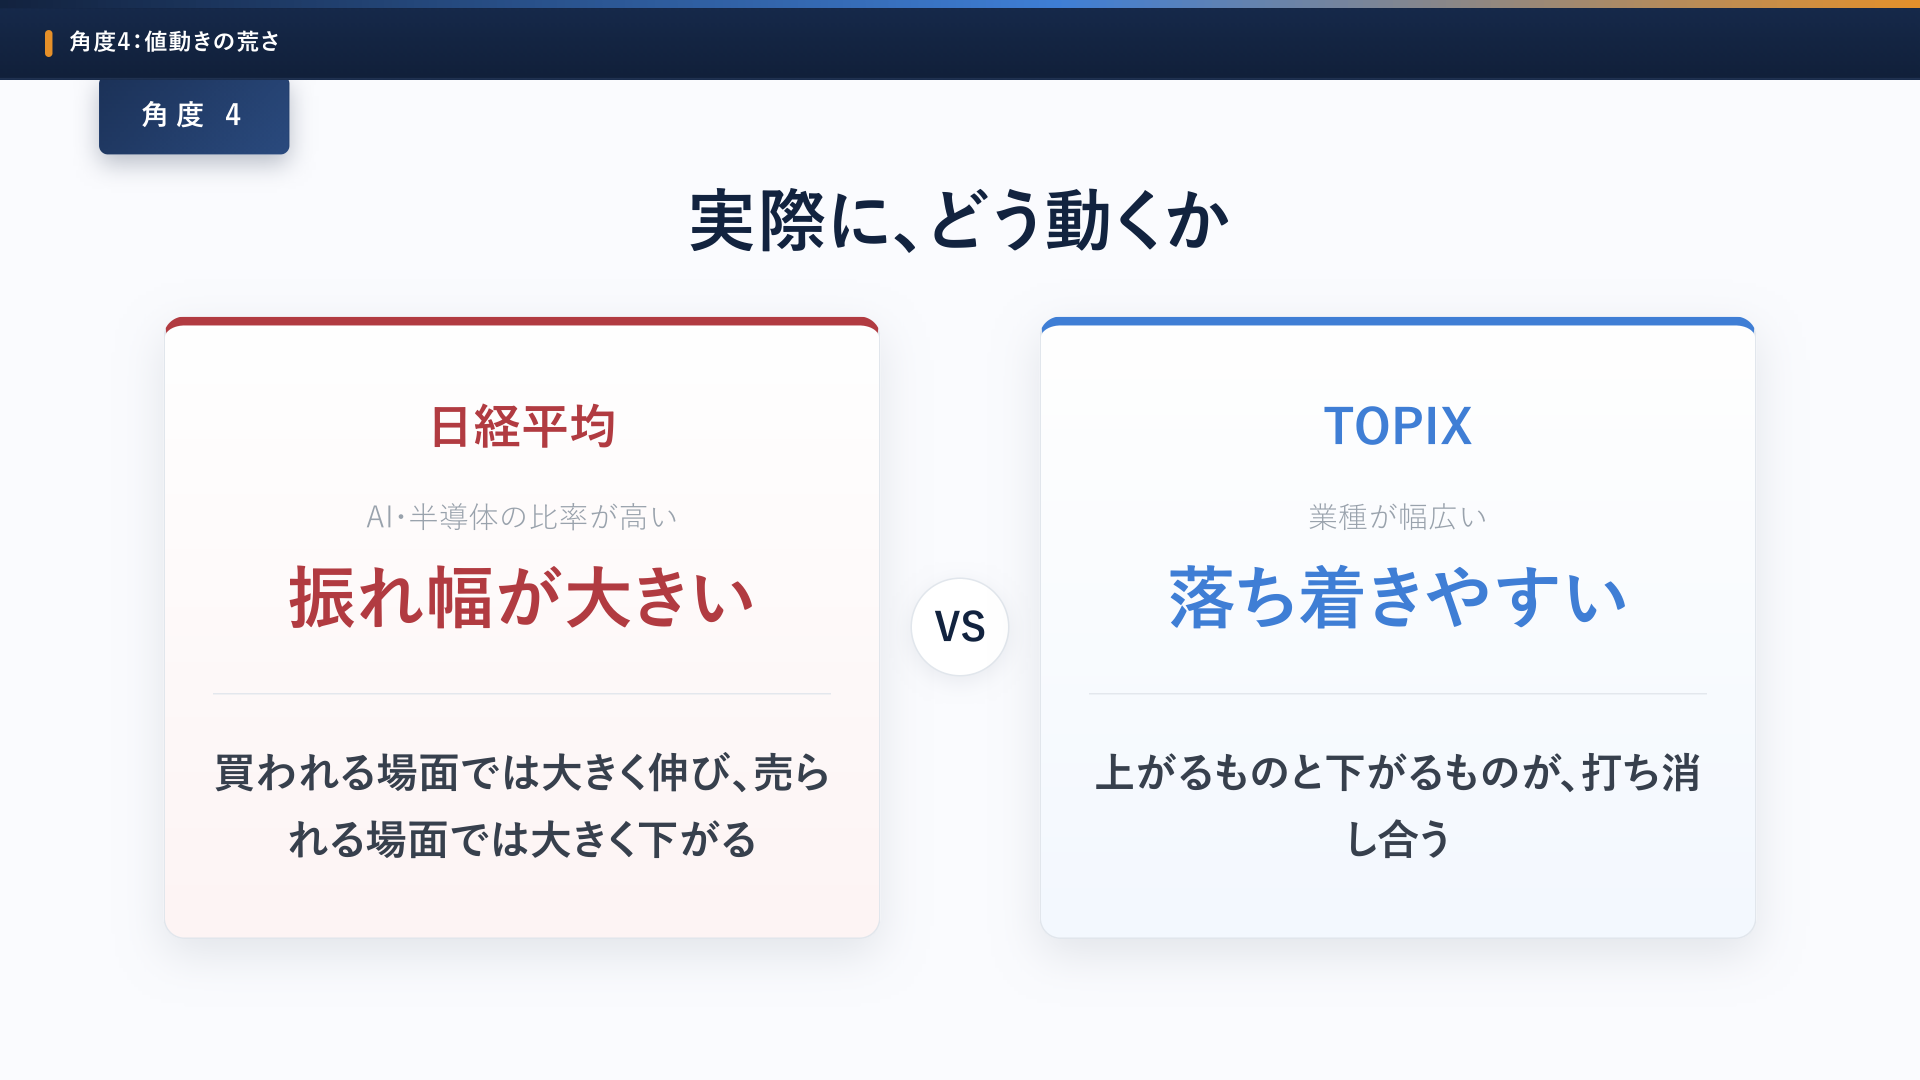 角度4：値動きの荒さ
角度 4
実際に、どう動くか
日経平均
AI・半導体の比率が高い
振れ幅が大きい
買われる場面では大きく伸び、売ら
れる場面では大きく下がる
VS
TOPIX
業種が幅広い
落ち着きやすい
上がるものと下がるものが、打ち消
し合う